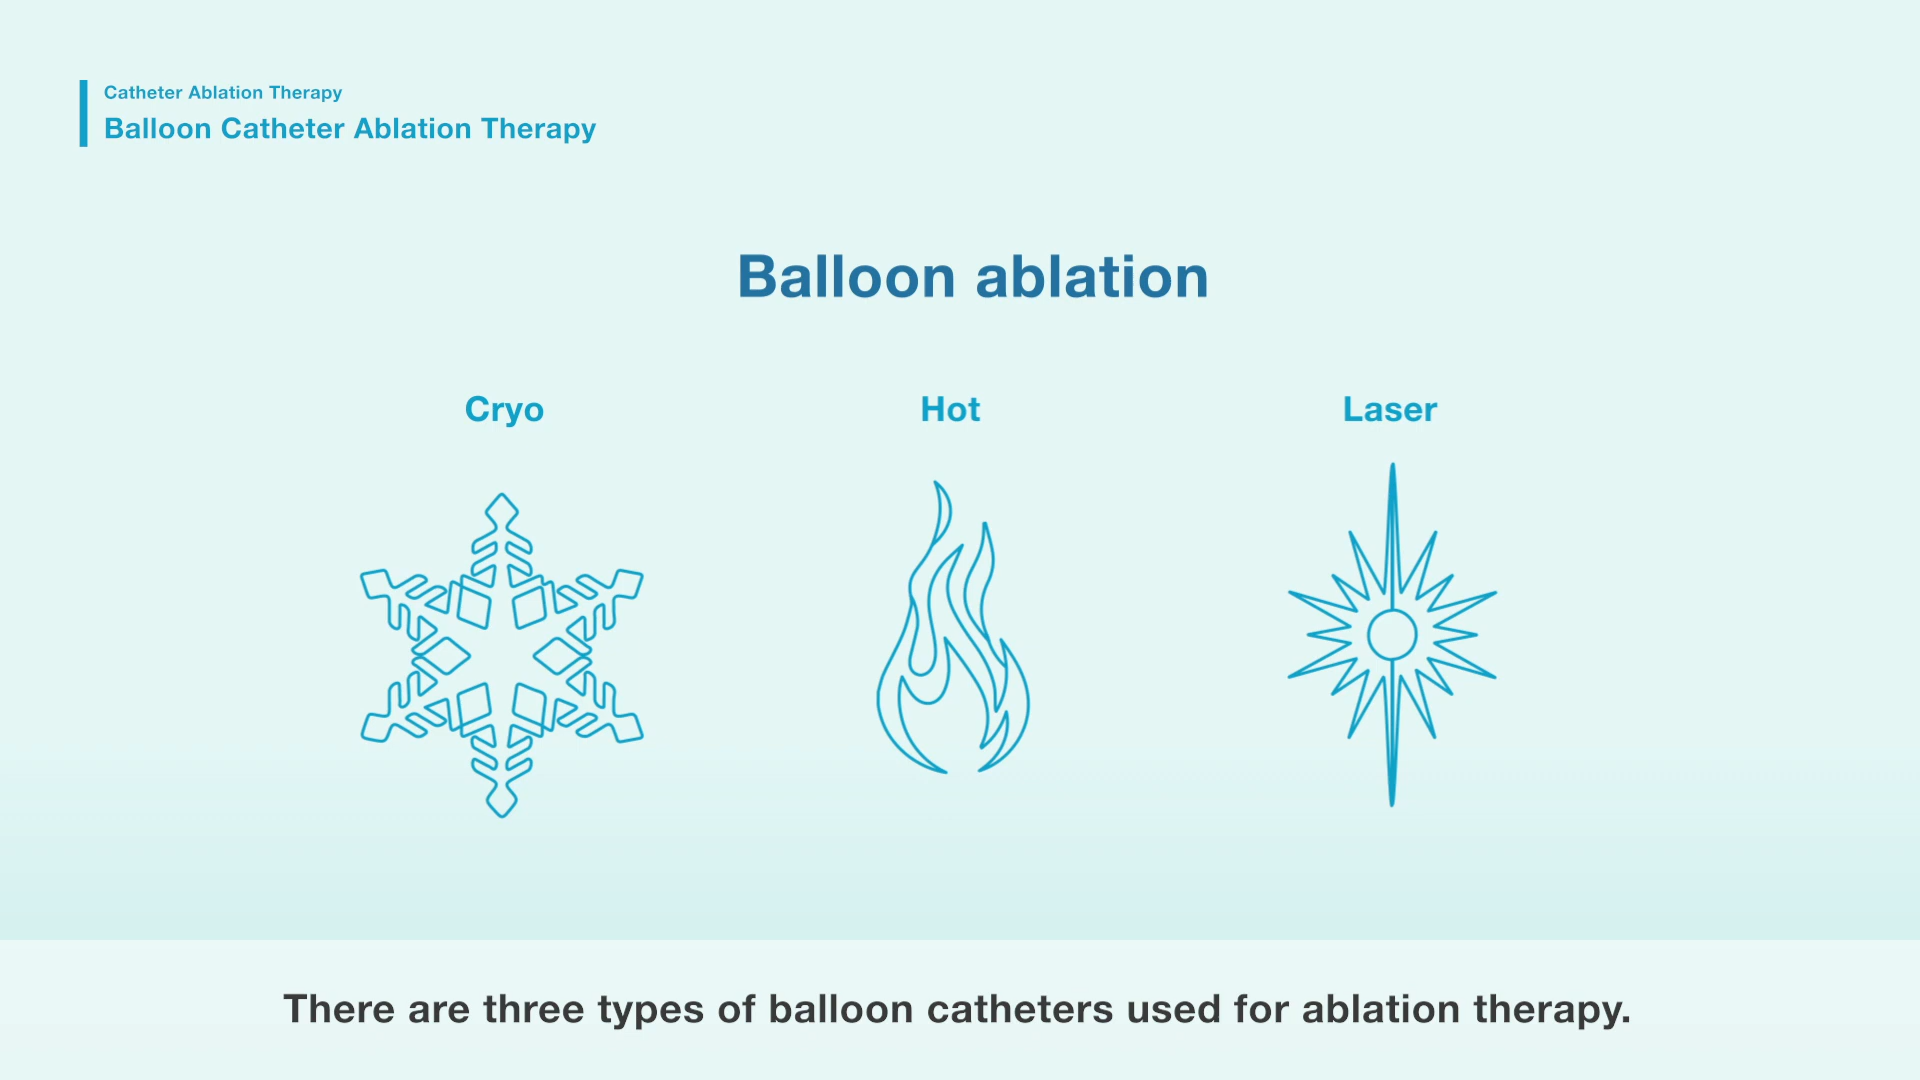 Catheter Ablation Therapy
Balloon Catheter Ablation Therapy
Balloon ablation
Cryo
Hot
Laser
There are three types of balloon catheters used for ablation therapy.